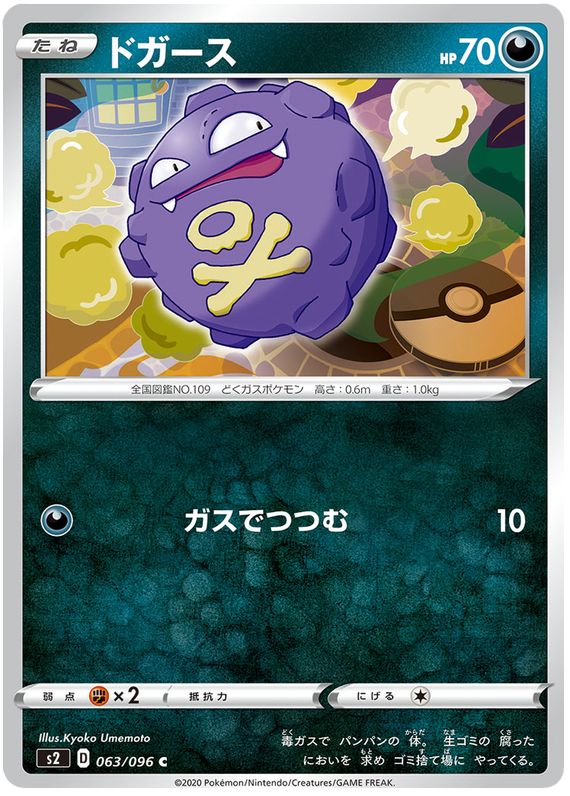 たね ドガース HP70
全国図鑑NO.109 どくガスポケモン 高さ:0.6m 重さ:1.0kg
ガスでつつむ 10
弱点 ×2 抵抗力 にげる
Illus.Kyoko Umemoto
s2 D 063/096 C
毒ガスで パンパンの 体。 生ゴミの 腐った
においを 求め ゴミ捨て場に やってくる。
©2020 Pokémon/Nintendo/Creatures/GAME FREAK.